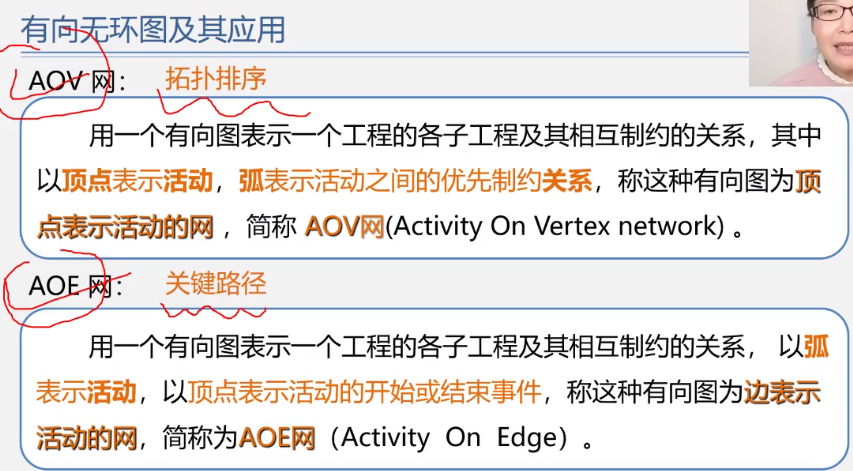 有向无环图及其应用
AOV 网： 拓扑排序
用一个有向图表示一个工程的各子工程及其相互制约的关系，其中
以顶点表示活动，弧表示活动之间的优先制约关系，称这种有向图为顶
点表示活动的网，简称 AOV网(Activity On Vertex network) 。
AOE 网： 关键路径
用一个有向图表示一个工程的各子工程及其相互制约的关系， 以弧
表示活动，以顶点表示活动的开始或结束事件，称这种有向图为边表示
活动的网，简称为AOE网（Activity On Edge）。